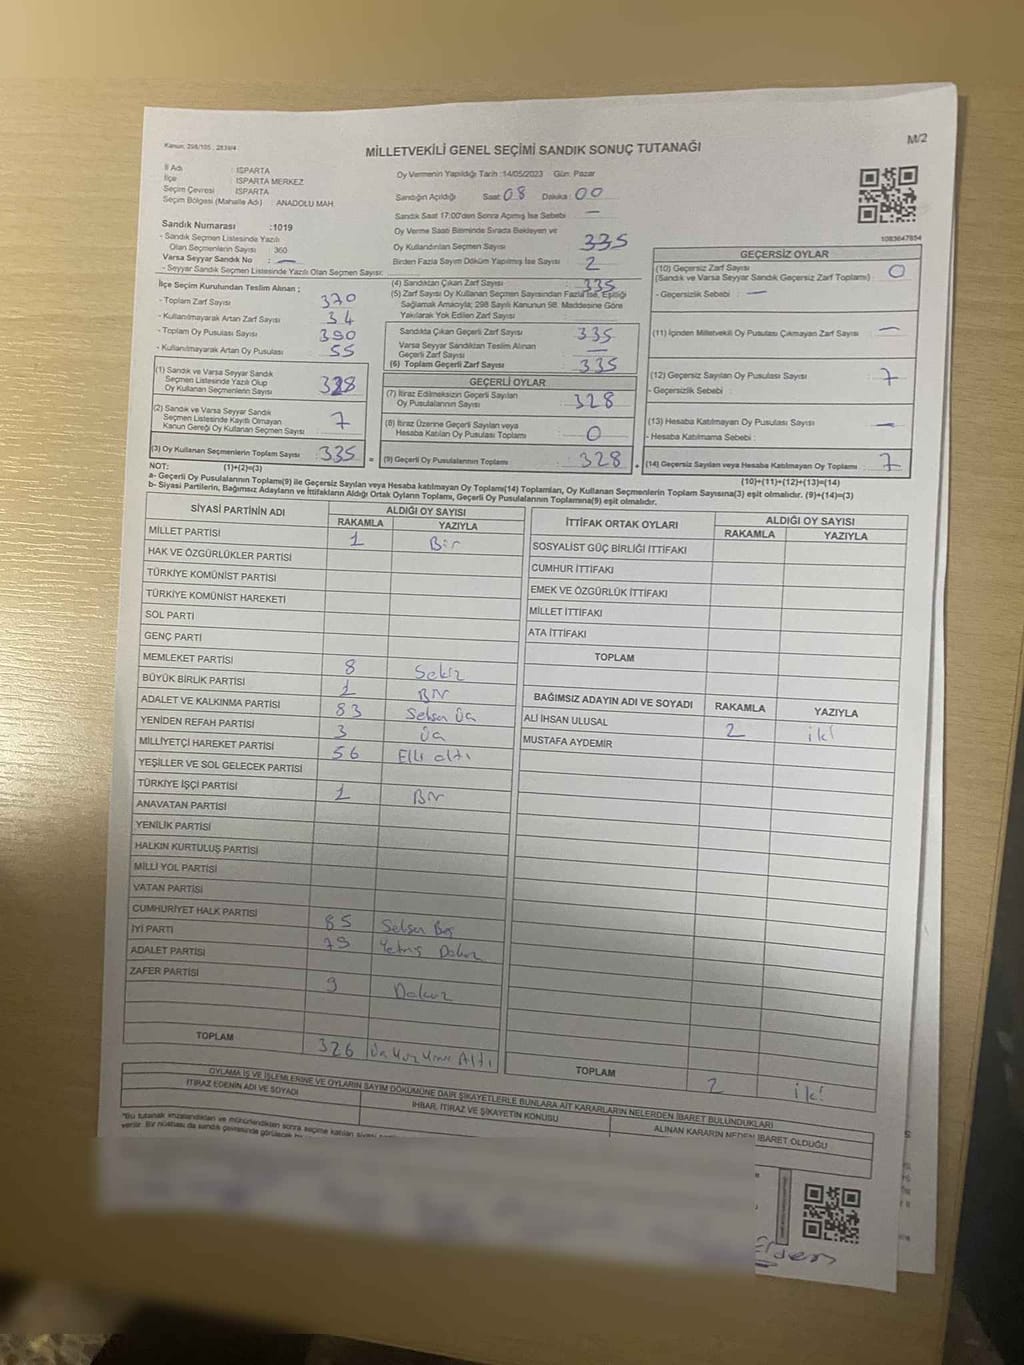 Kanun: 298/105 , 2839/4
M/2
MİLLETVEKİLİ GENEL SEÇİMİ SANDIK SONUÇ TUTANAĞI
İl Adı : ISPARTA
İlçe : ISPARTA MERKEZ
Seçim Çevresi : ISPARTA
Seçim Bölgesi (Mahalle Adı) : ANADOLU MAH.
Sandık Numarası :1019
- Sandık Seçmen Listesinde Yazılı
Olan Seçmenlerin Sayısı : 360
Varsa Seyyar Sandık No : —
- Seyyar Sandık Seçmen Listesinde Yazılı Olan Seçmen Sayısı:
Oy Vermenin Yapıldığı Tarih :14/05/2023 Gün: Pazar
Sandığın Açıldığı Saat: 08 Dakika : 00
Sandık Saat 17:00'den Sonra Açılmış İse Sebebi —
Oy Verme Saati Bitiminde Sırada Bekleyen ve
Oy Kullandırılan Seçmen Sayısı 335
Birden Fazla Sayım Döküm Yapılmış İse Sayısı 2
1083647854
İlçe Seçim Kurulundan Teslim Alınan ;
- Toplam Zarf Sayısı 370
- Kullanılmayarak Artan Zarf Sayısı : 34
- Toplam Oy Pusulası Sayısı 390
- Kullanılmayarak Artan Oy Pusulası 55
(1) Sandık ve Varsa Seyyar Sandık
Seçmen Listesinde Yazılı Olup
Oy Kullanan Seçmenlerin Sayısı 328
(2) Sandık ve Varsa Seyyar Sandık
Seçmen Listesinde Kayıtlı Olmayan
Kanun Gereği Oy Kullanan Seçmen Sayısı 7
(3) Oy Kullanan Seçmenlerin Toplam Sayısı 335 =
(4) Sandıktan Çıkan Zarf Sayısı : 335
(5) Zarf Sayısı Oy Kullanan Seçmen Sayısından Fazla İse, Eşitliği
Sağlamak Amacıyla; 298 Sayılı Kanunun 98. Maddesine Göre
Yakılarak Yok Edilen Zarf Sayısı :
Sandıkta Çıkan Geçerli Zarf Sayısı 335
Varsa Seyyar Sandıktan Teslim Alınan
Geçerli Zarf Sayısı —
(6) Toplam Geçerli Zarf Sayısı 335
GEÇERLİ OYLAR
(7) İtiraz Edilmeksizin Geçerli Sayılan
Oy Pusulalarının Sayısı : 328
(8) İtiraz Üzerine Geçerli Sayılan veya
Hesaba Katılan Oy Pusulası Toplamı 0
(9) Geçerli Oy Pusulalarının Toplamı 328 +
GEÇERSİZ OYLAR
(10) Geçersiz Zarf Sayısı 0
(Sandık ve Varsa Seyyar Sandık Geçersiz Zarf Toplamı) :
- Geçersizlik Sebebi : —
(11) İçinden Milletvekili Oy Pusulası Çıkmayan Zarf Sayısı —
(12) Geçersiz Sayılan Oy Pusulası Sayısı : 7
- Geçersizlik Sebebi :
(13) Hesaba Katılmayan Oy Pusulası Sayısı —
- Hesaba Katılmama Sebebi :
(14) Geçersiz Sayılan veya Hesaba Katılmayan Oy Toplamı : 7
NOT: (1)+(2)=(3)
(10)+(11)+(12)+(13)=(14)
a- Geçerli Oy Pusulalarının Toplamı(9) ile Geçersiz Sayılan veya Hesaba Katılmayan Oy Toplamı(14) Toplamları, Oy Kullanan Seçmenlerin Toplam Sayısına(3) eşit olmalıdır. (9)+(14)=(3)
b- Siyasi Partilerin, Bağımsız Adayların ve İttifakların Aldığı Ortak Oyların Toplamı, Geçerli Oy Pusulalarının Toplamına(9) eşit olmalıdır.
SİYASİ PARTİNİN ADI ALDIĞI OY SAYISI
RAKAMLA YAZIYLA
MİLLET PARTİSİ 1 Bir
HAK VE ÖZGÜRLÜKLER PARTİSİ
TÜRKİYE KOMÜNİST PARTİSİ
TÜRKİYE KOMÜNİST HAREKETİ
SOL PARTİ
GENÇ PARTİ
MEMLEKET PARTİSİ 8 Sekiz
BÜYÜK BİRLİK PARTİSİ 1 Bir
ADALET VE KALKINMA PARTİSİ 83 Seksen Üç
YENİDEN REFAH PARTİSİ 3 Üç
MİLLİYETÇİ HAREKET PARTİSİ 56 Elli altı
YEŞİLLER VE SOL GELECEK PARTİSİ
TÜRKİYE İŞÇİ PARTİSİ 1 Bir
ANAVATAN PARTİSİ
YENİLİK PARTİSİ
HALKIN KURTULUŞ PARTİSİ
MİLLİ YOL PARTİSİ
VATAN PARTİSİ
CUMHURİYET HALK PARTİSİ 85 Seksen Beş
İYİ PARTİ 79 Yetmiş Dokuz
ADALET PARTİSİ
ZAFER PARTİSİ 9 Dokuz
TOPLAM 326 Üç Yüz Yirmi Altı
İTTİFAK ORTAK OYLARI ALDIĞI OY SAYISI
RAKAMLA YAZIYLA
SOSYALİST GÜÇ BİRLİĞİ İTTİFAKI
CUMHUR İTTİFAKI
EMEK VE ÖZGÜRLÜK İTTİFAKI
MİLLET İTTİFAKI
ATA İTTİFAKI
TOPLAM
BAĞIMSIZ ADAYIN ADI VE SOYADI RAKAMLA YAZIYLA
ALİ İHSAN ULUSAL 2 iki
MUSTAFA AYDEMİR
TOPLAM 2 iki
OYLAMA İŞ VE İŞLEMLERİNE VE OYLARIN SAYIM DÖKÜMÜNE DAİR ŞİKAYETLERLE BUNLARA AİT KARARLARIN NELERDEN İBARET BULUNDUKLARI
İTİRAZ EDENİN ADI VE SOYADI İHBAR, İTİRAZ VE ŞİKAYETİN KONUSU ALINAN KARARIN NEDEN İBARET OLDUĞU
"Bu tutanak imzalandıktan ve mühürlendikten sonra seçime katılan siyasi
verilir. Bir nüshası da sandık çevresinde görülecek
Erdem